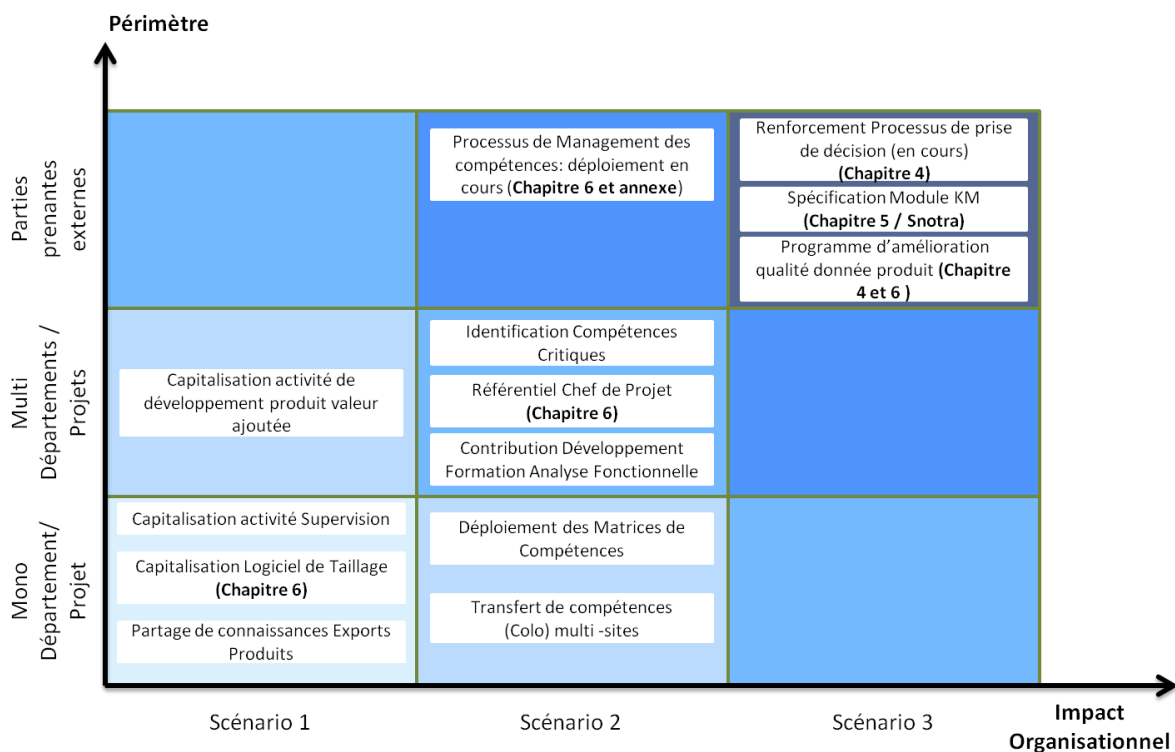 Périmètre
Parties
prenantes
externes
Processus de Management des
compétences: déploiement en
cours (Chapitre 6 et annexe)
Renforcement Processus de prise
de décision (en cours)
(Chapitre 4)
Spécification Module KM
(Chapitre 5 / Snotra)
Programme d’amélioration
qualité donnée produit (Chapitre
4 et 6 )
Multi
Départements /
Projets
Capitalisation activité de
développement produit valeur
ajoutée
Identification Compétences
Critiques
Référentiel Chef de Projet
(Chapitre 6)
Contribution Développement
Formation Analyse Fonctionnelle
Mono
Département/
Projet
Capitalisation activité Supervision
Capitalisation Logiciel de Taillage
(Chapitre 6)
Partage de connaissances Exports
Produits
Déploiement des Matrices de
Compétences
Transfert de compétences
(Colo) multi -sites
Scénario 1
Scénario 2
Scénario 3
Impact
Organisationnel